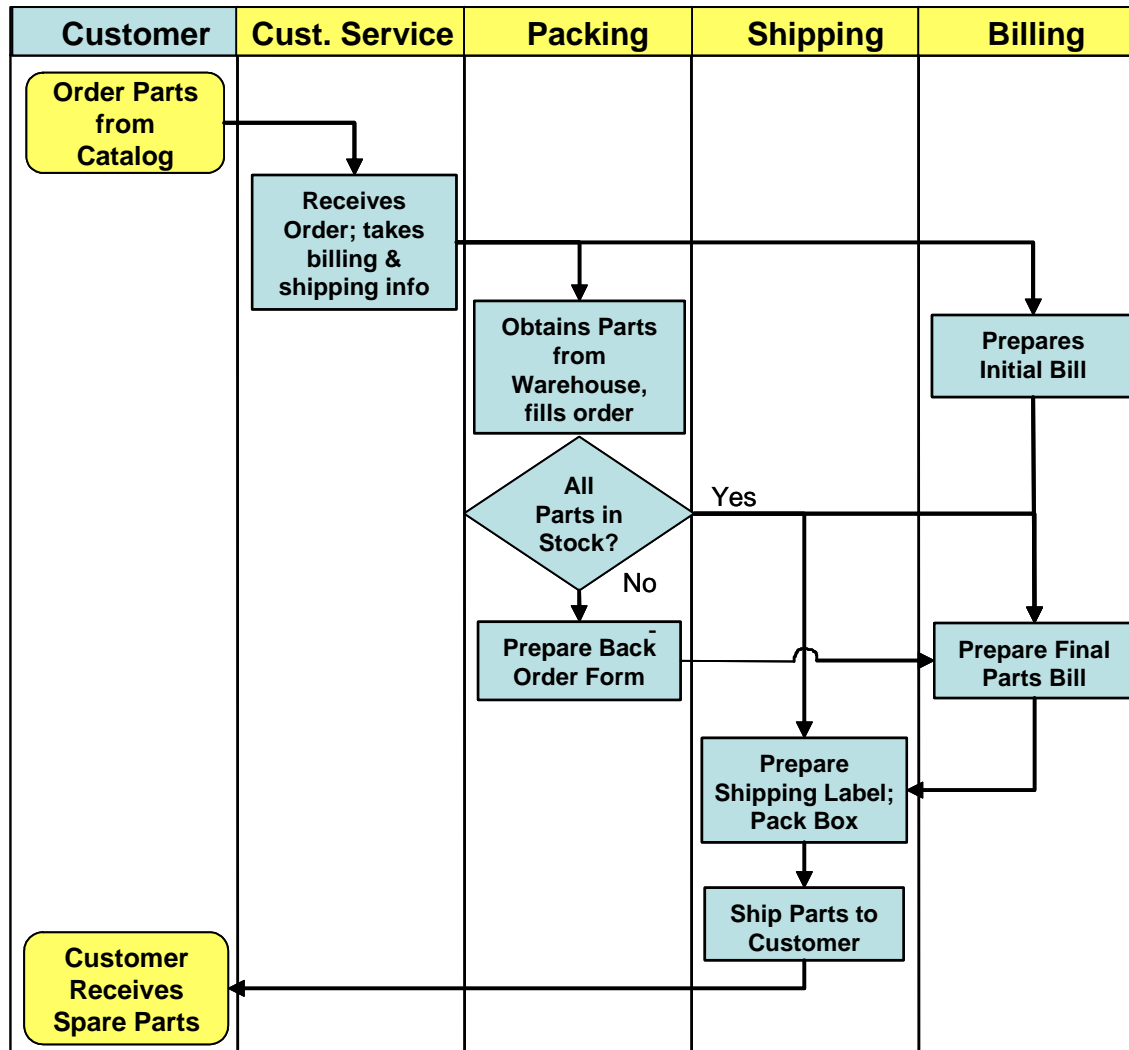 Customer
Cust. Service
Packing
Shipping
Billing
Order Parts
from
Catalog
Receives
Order; takes
billing &
shipping info
Obtains Parts
from
Warehouse,
fills order
Prepares
Initial Bill
All
Parts in
Stock?
Yes
No
Prepare Back-
Order Form
Prepare Final
Parts Bill
Prepare
Shipping Label;
Pack Box
Ship Parts to
Customer
Customer
Receives
Spare Parts